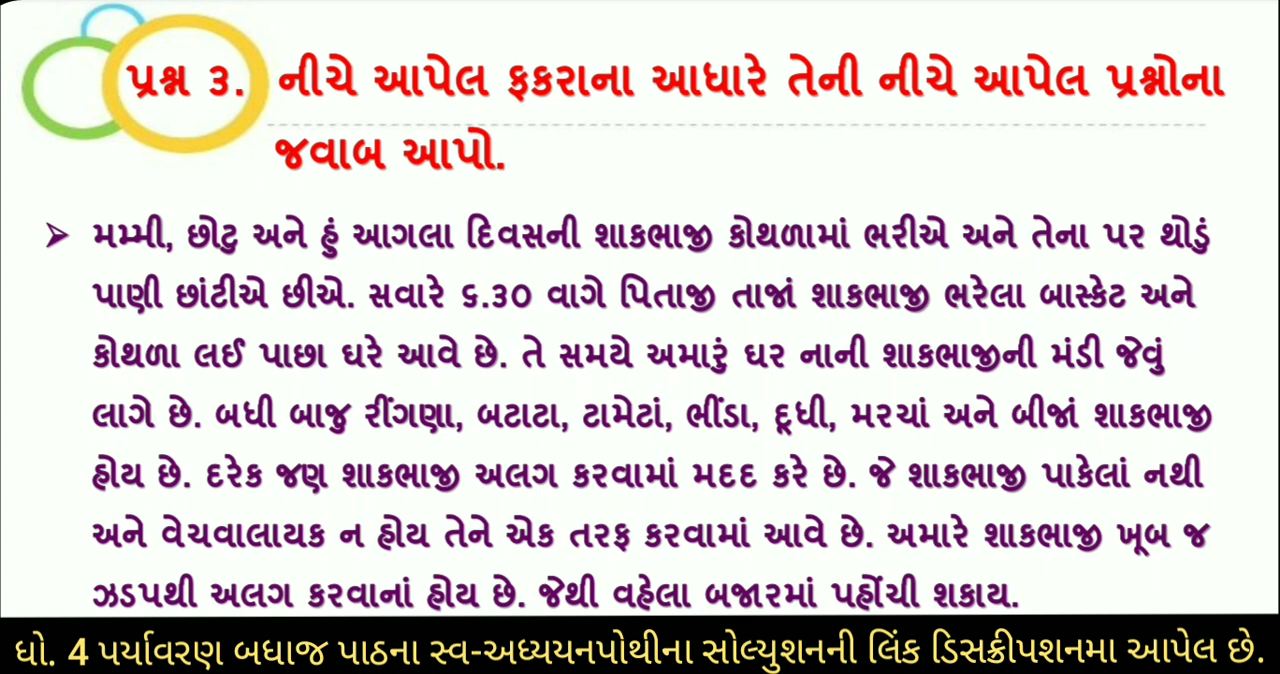 પ્રશ્ન ૩. નીચે આપેલ ફકરાના આધારે તેની નીચે આપેલ પ્રશ્નોના
જવાબ આપો.
➢ મમ્મી, છોટુ અને હું આગલા દિવસની શાકભાજી કોથળામાં ભરીએ અને તેના પર થોડું
પાણી છાંટીએ છીએ. સવારે ૬.૩૦ વાગે પિતાજી તાજાં શાકભાજી ભરેલા બાસ્કેટ અને
કોથળા લઈ પાછા ઘરે આવે છે. તે સમયે અમારું ઘર નાની શાકભાજીની મંડી જેવું
લાગે છે. બધી બાજુ રીંગણા, બટાટા, ટામેટાં, ભીંડા, દૂધી, મરચાં અને બીજાં શાકભાજી
હોય છે. દરેક જણ શાકભાજી અલગ કરવામાં મદદ કરે છે. જે શાકભાજી પાકેલાં નથી
અને વેચવાલાયક ન હોય તેને એક તરફ કરવામાં આવે છે. અમારે શાકભાજી ખૂબ જ
ઝડપથી અલગ કરવાનાં હોય છે. જેથી વહેલા બજારમાં પહોંચી શકાય.
ધો. 4 પર્યાવરણ બધાજ પાઠના સ્વ-અધ્યયનપોથીના સોલ્યુશનની લિંક ડિસક્રીપશનમા આપેલ છે.